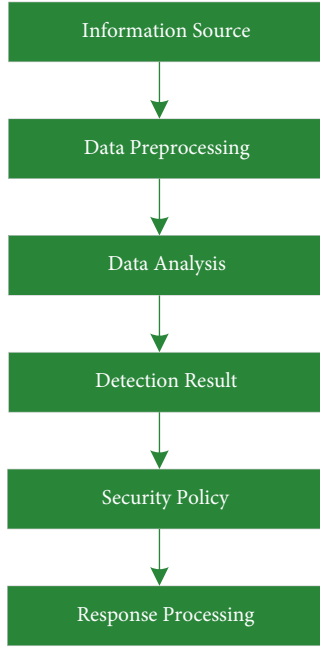 Information Source
Data Preprocessing
Data Analysis
Detection Result
Security Policy
Response Processing